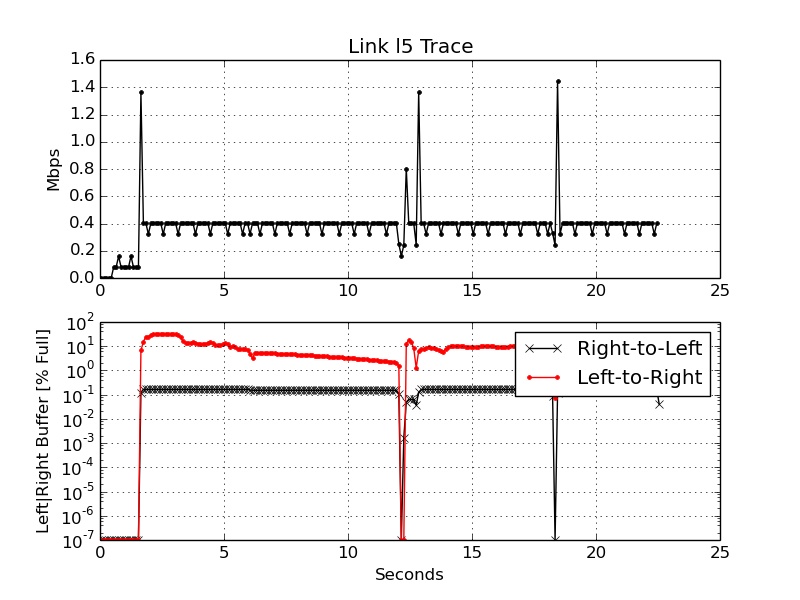 Link l5 Trace
1.6
1.4
1.2
1.0
0.8
0.6
0.4
0.2
0.0
Mbps
0 5 10 15 20 25
10^2
10^1
10^0
10^-1
10^-2
10^-3
10^-4
10^-5
10^-6
10^-7
Left|Right Buffer [% Full]
Right-to-Left
Left-to-Right
0 5 10 15 20 25
Seconds